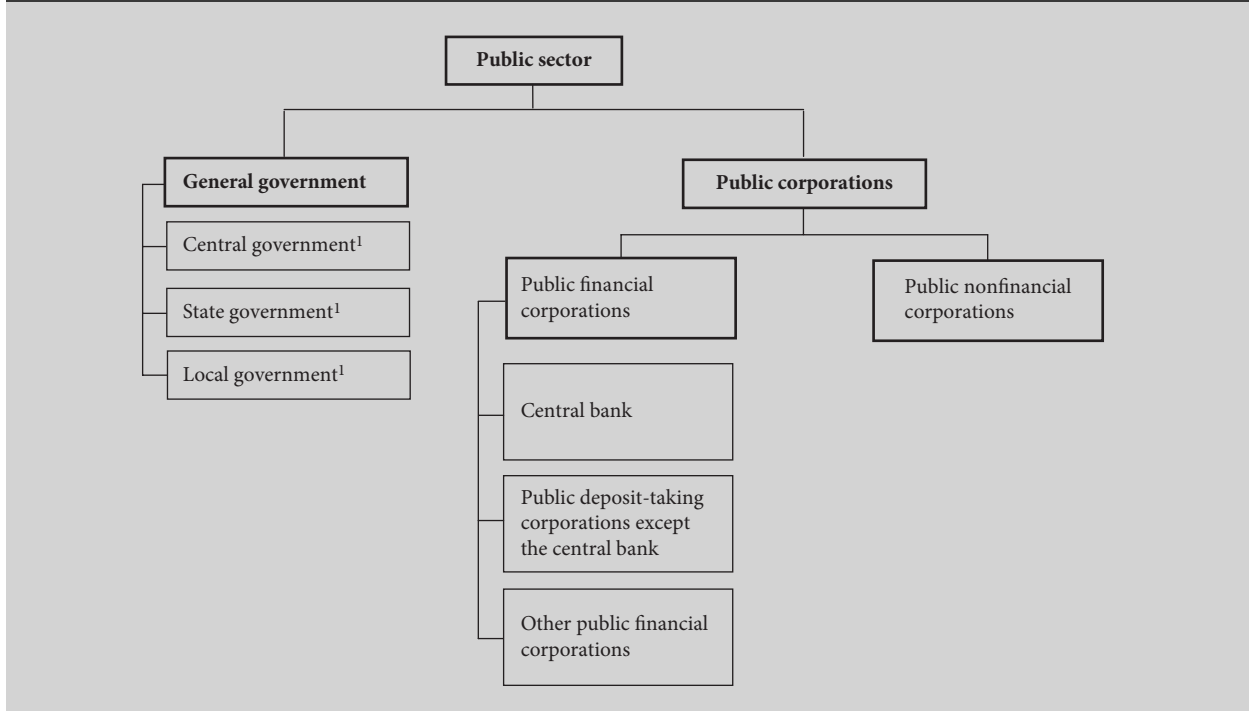 Public sector
General government
Central government¹
State government¹
Local government¹
Public corporations
Public financial
corporations
Central bank
Public deposit-taking
corporations except
the central bank
Other public financial
corporations
Public nonfinancial
corporations